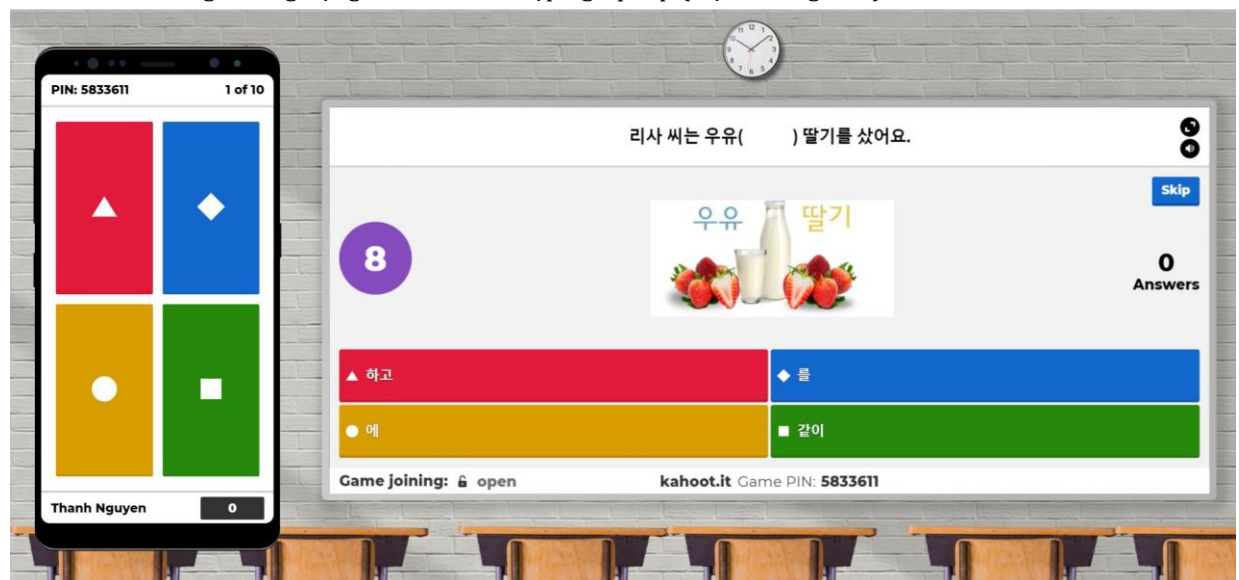 PIN: 5833611 1 of 10
리사 씨는 우유( ) 딸기를 샀어요.
Skip
우유 딸기
8
0
Answers
▲ 하고
◆ 를
● 에
■ 같이
Game joining: open kahoot.it Game PIN: 5833611
Thanh Nguyen 0